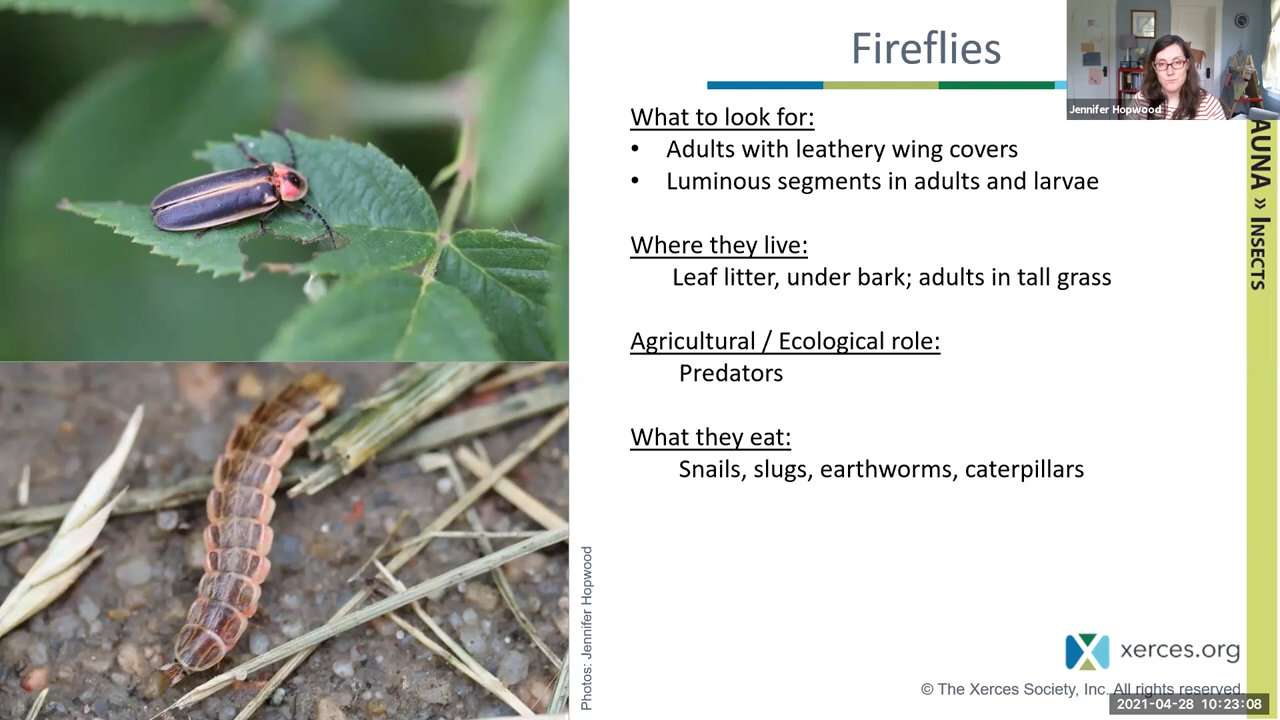 Fireflies
Jennifer Hopwood
What to look for:
• Adults with leathery wing covers
• Luminous segments in adults and larvae
Where they live:
Leaf litter, under bark; adults in tall grass
Agricultural / Ecological role:
Predators
What they eat:
Snails, slugs, earthworms, caterpillars
Photos: Jennifer Hopwood
AUNA » INSECTS
xerces.org
© The Xerces Society, Inc. All rights reserved.
2021-04-28 10:23:08